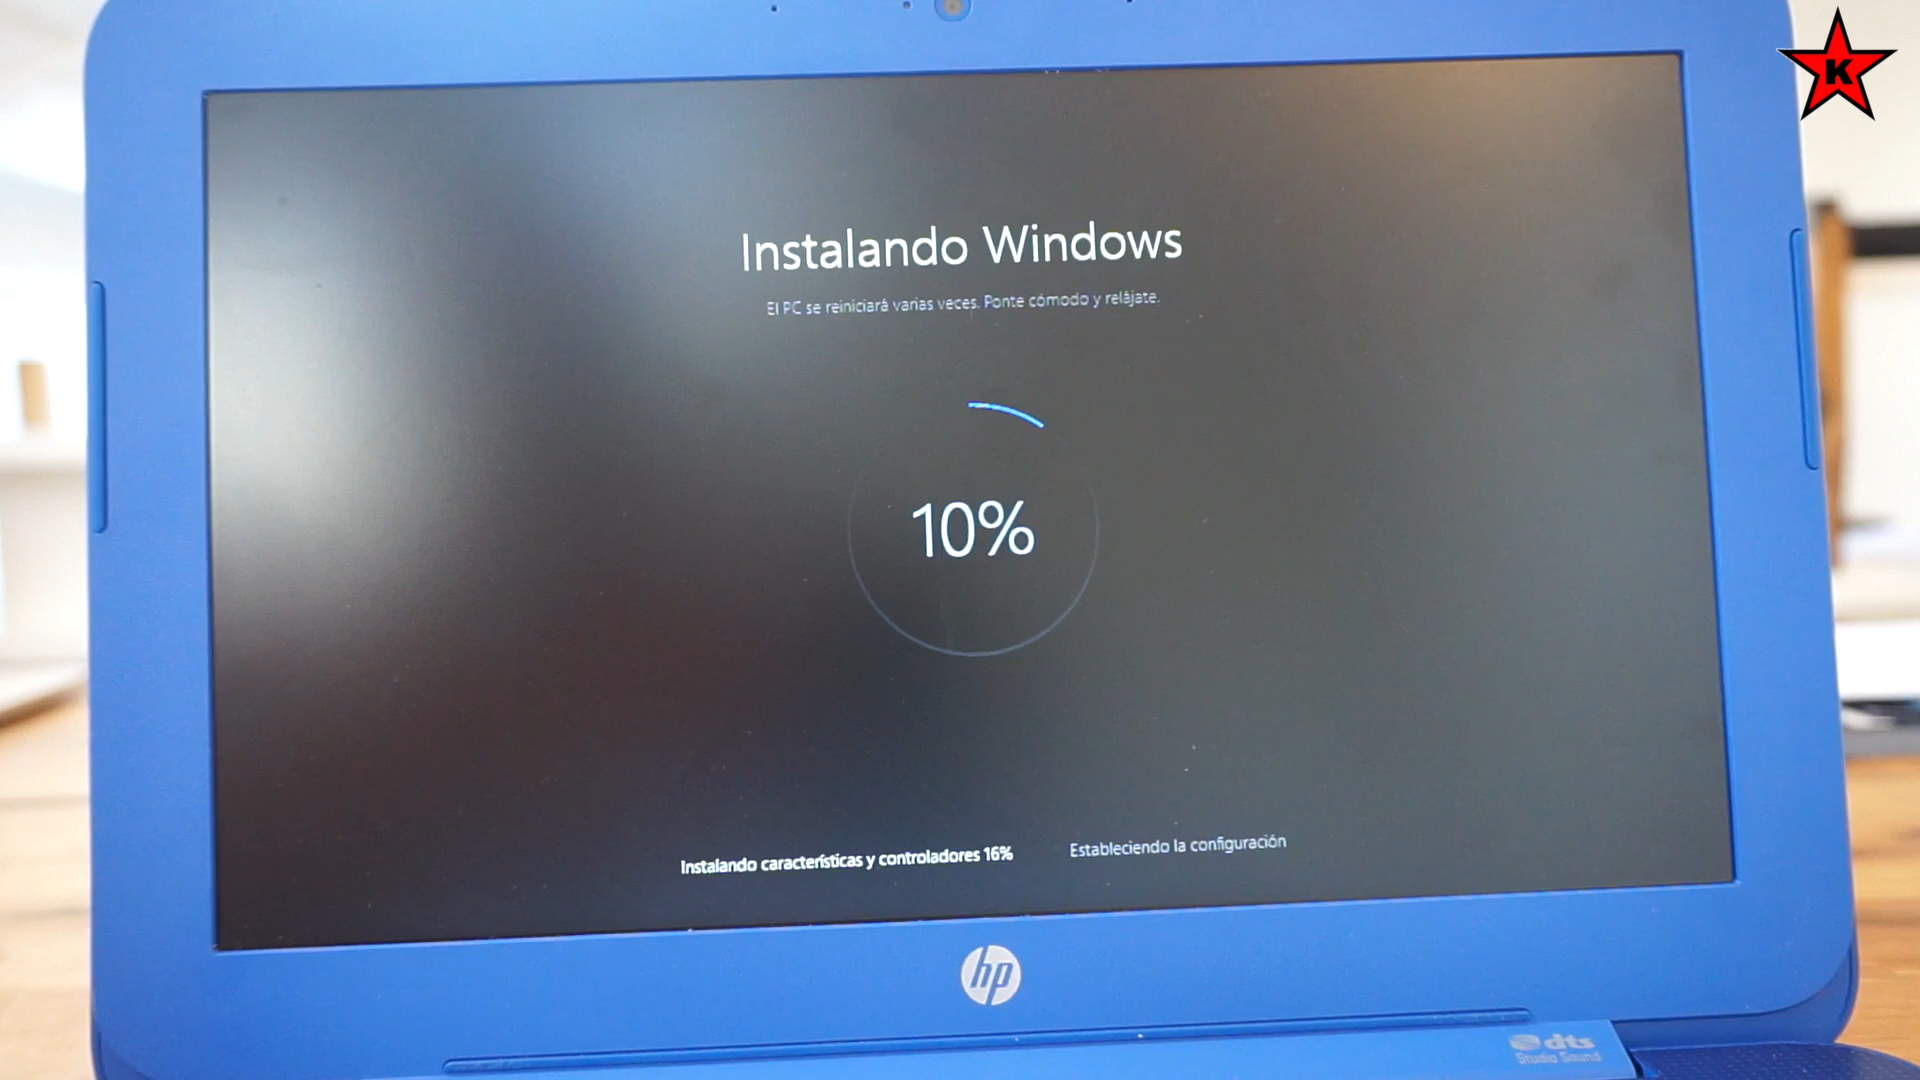 K
Instalando Windows
El PC se reiniciará varias veces. Ponte cómodo y relájate.
10%
Instalando características y controladores 16%
Estableciendo la configuración
hp
dts
Studio Sound